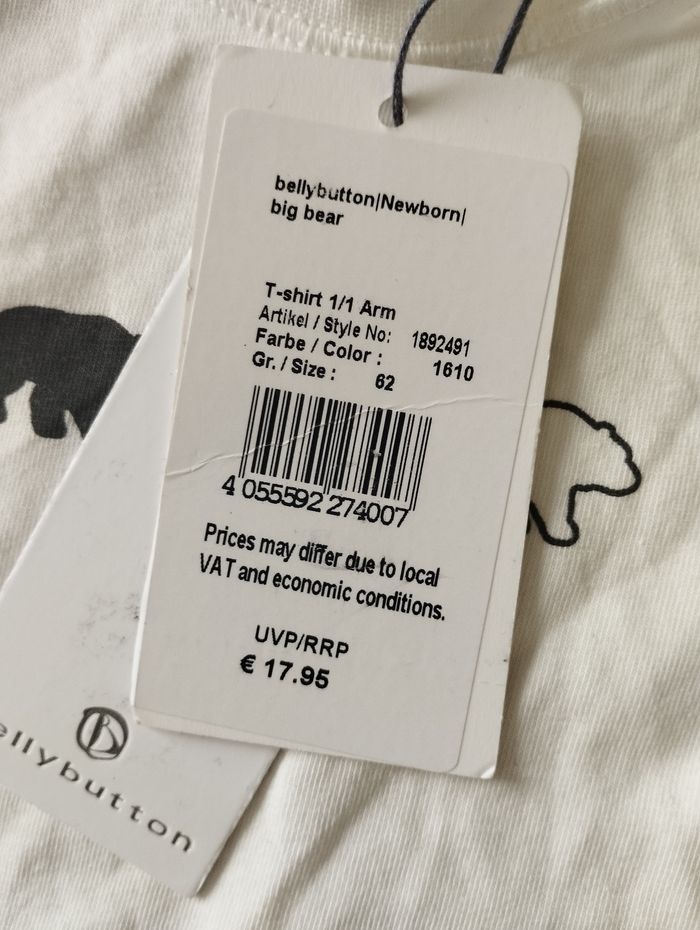 bellybutton|Newborn|
big bear
T-shirt 1/1 Arm
Artikel / Style No: 1892491
Farbe / Color : 1610
Gr. / Size : 62
4 055592 274007
Prices may differ due to local
VAT and economic conditions.
UVP/RRP
€ 17.95
ellybutton